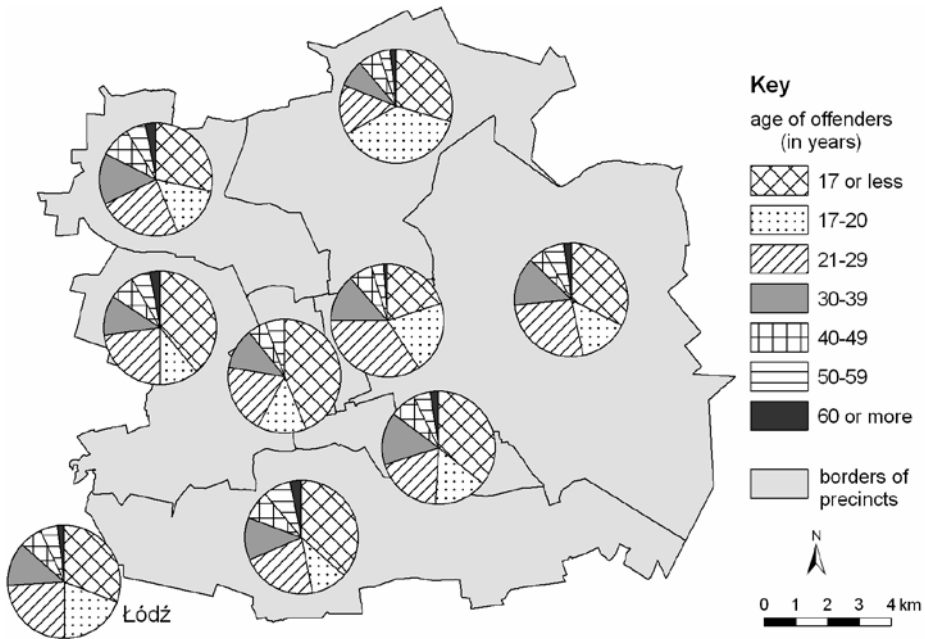 Key
age of offenders
(in years)
17 or less
17-20
21-29
30-39
40-49
50-59
60 or more
borders of
precincts
N
0 1 2 3 4 km
Łódź